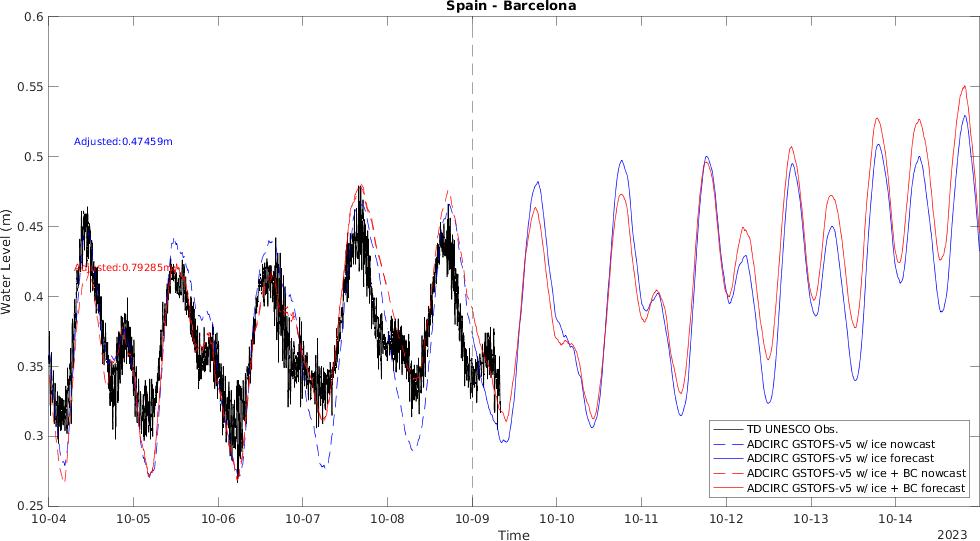 Spain - Barcelona
0.6
0.55
0.5
0.45
0.4
0.35
0.3
0.25
Water Level (m)
Adjusted:0.47459m
Adjusted:0.79285m
TD UNESCO Obs.
ADCIRC GSTOFS-v5 w/ ice nowcast
ADCIRC GSTOFS-v5 w/ ice forecast
ADCIRC GSTOFS-v5 w/ ice + BC nowcast
ADCIRC GSTOFS-v5 w/ ice + BC forecast
10-04 10-05 10-06 10-07 10-08 10-09 10-10 10-11 10-12 10-13 10-14
Time
2023